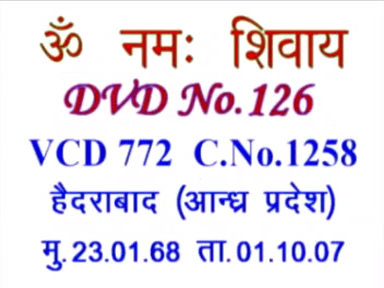 ॐ नमः शिवाय
DVD No. 126
VCD 772 C.No.1258
हैदराबाद (आन्ध्र प्रदेश)
मु. 23.01.68 ता. 01.10.07